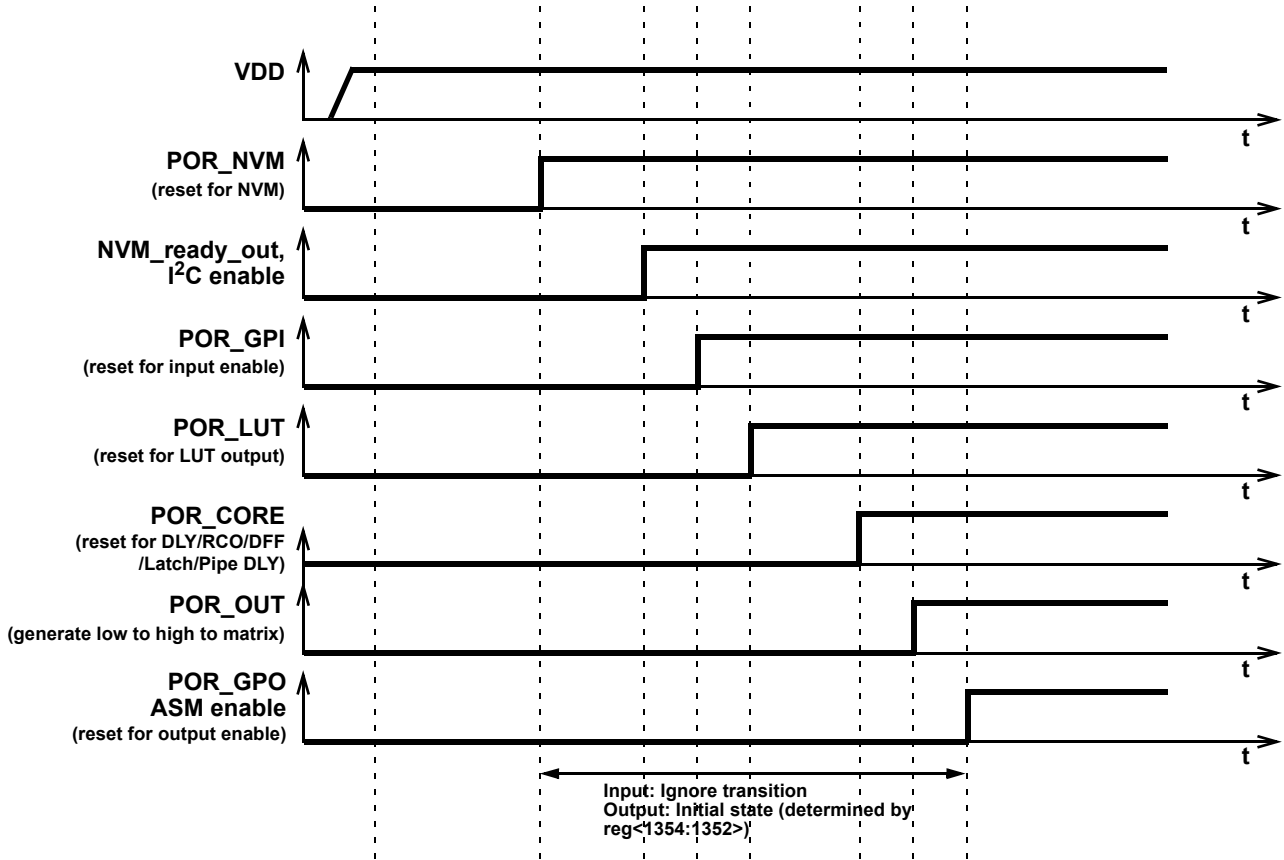 VDD
t
POR_NVM
(reset for NVM)
t
NVM_ready_out,
I²C enable
t
POR_GPI
(reset for input enable)
t
POR_LUT
(reset for LUT output)
t
POR_CORE
(reset for DLY/RCO/DFF
/Latch/Pipe DLY)
t
POR_OUT
(generate low to high to matrix)
t
POR_GPO
ASM enable
(reset for output enable)
t
Input: Ignore transition
Output: Initial state (determined by
reg<1354:1352>)